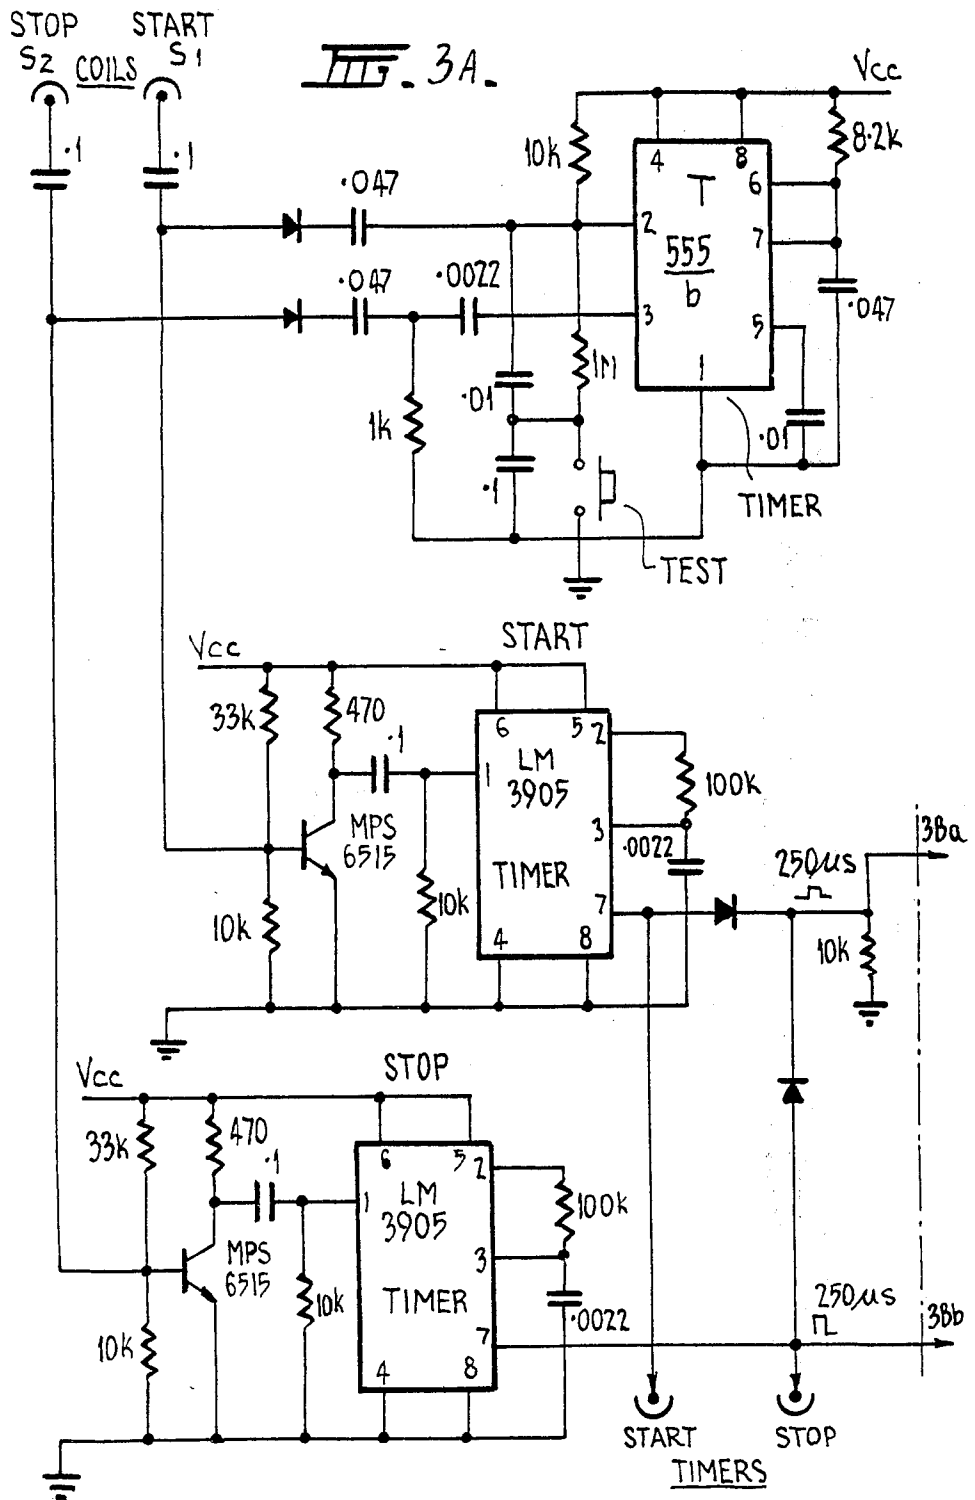 STOP START
S2 COILS S1
FIG. 3A.
Vcc
.1 .1
10k 8.2k
4 8
.047 T 6
2 7
555
b
.047 .0022 3 5 .047
1M 1
.01 .01
1k
.1
TIMER
TEST
START
Vcc
33k 470 6 5 2
.1 LM
1 3905 100k
MPS 3
6515 .0022
TIMER 250µs 3Ba
10k 10k 7
4 8 10k
STOP
Vcc
33k 470 6 5 2
.1 LM
1 3905 100k
MPS 3
6515
TIMER 250µs
10k 10k .0022 3Bb
7
4 8
START STOP
TIMERS